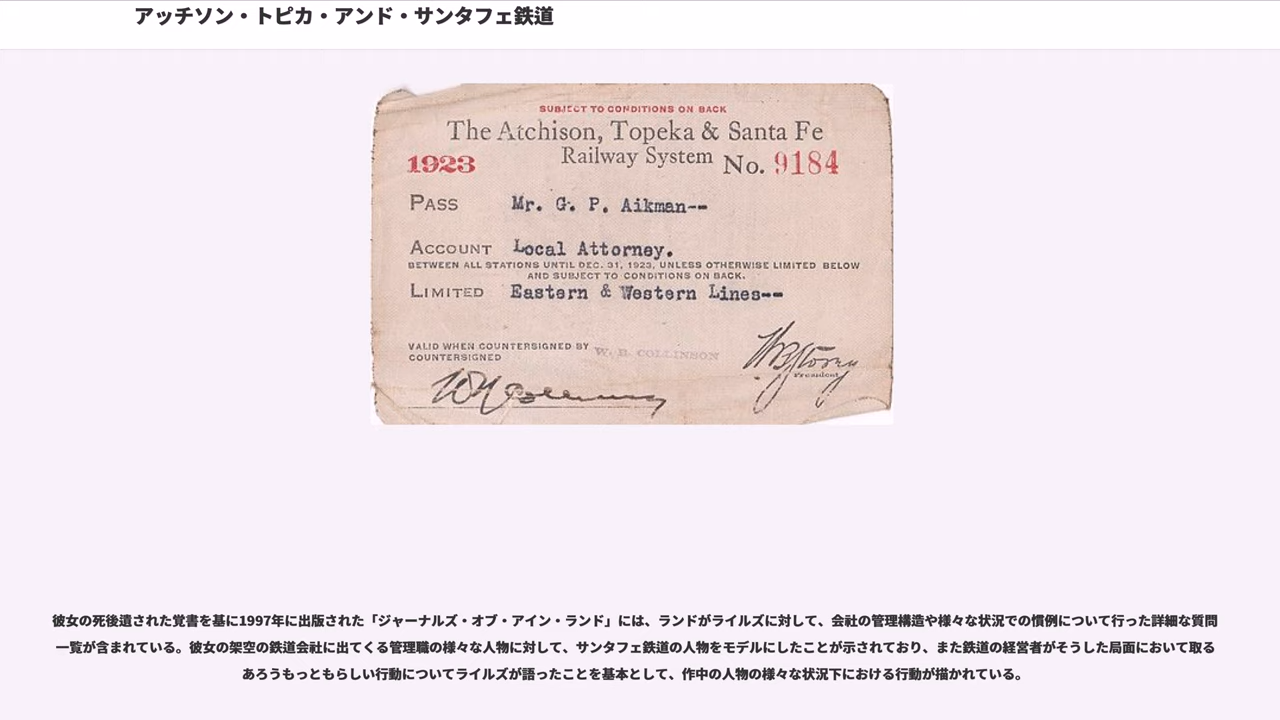 アッチソン・トピカ・アンド・サンタフェ鉄道
SUBJECT TO CONDITIONS ON BACK
The Atchison, Topeka & Santa Fe
Railway System
1923
No. 9184
PASS Mr. G. P. Aikman--
ACCOUNT Local Attorney.
BETWEEN ALL STATIONS UNTIL DEC. 31, 1923, UNLESS OTHERWISE LIMITED BELOW
AND SUBJECT TO CONDITIONS ON BACK.
LIMITED Eastern & Western Lines--
VALID WHEN COUNTERSIGNED BY W. E. COLLINSON
COUNTERSIGNED
President
彼女の死後遺された覚書を基に1997年に出版された「ジャーナルズ・オブ・アイン・ランド」には、ランドがライルズに対して、会社の管理構造や様々な状況での慣例について行った詳細な質問
一覧が含まれている。彼女の架空の鉄道会社に出てくる管理職の様々な人物に対して、サンタフェ鉄道の人物をモデルにしたことが示されており、また鉄道の経営者がそうした局面において取る
あろうもっともらしい行動についてライルズが語ったことを基本として、作中の人物の様々な状況下における行動が描かれている。